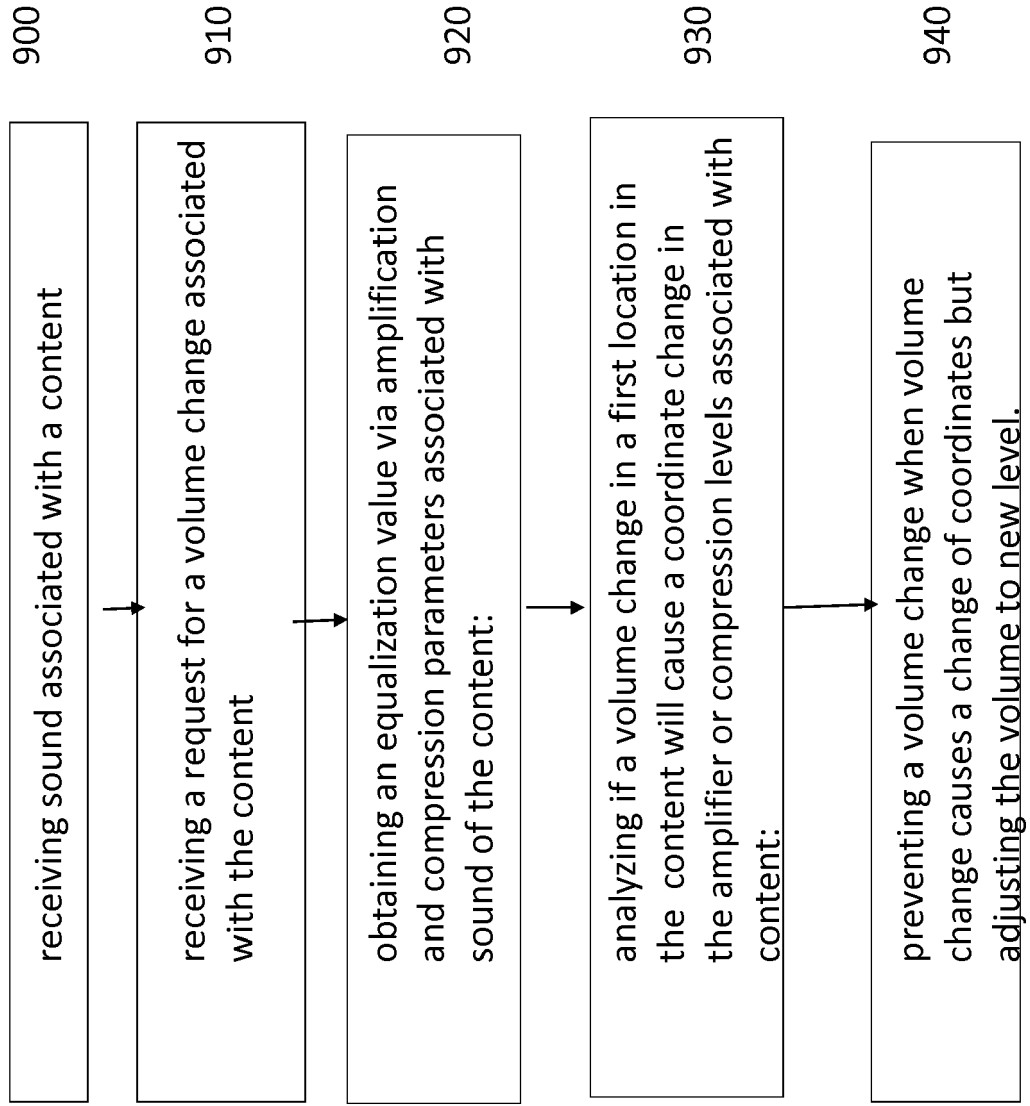 900
receiving sound associated with a content
910
receiving a request for a volume change associated
with the content
920
obtaining an equalization value via amplification
and compression parameters associated with
sound of the content:
930
analyzing if a volume change in a first location in
the content will cause a coordinate change in
the amplifier or compression levels associated with
content:
940
preventing a volume change when volume
change causes a change of coordinates but
adjusting the volume to new level.